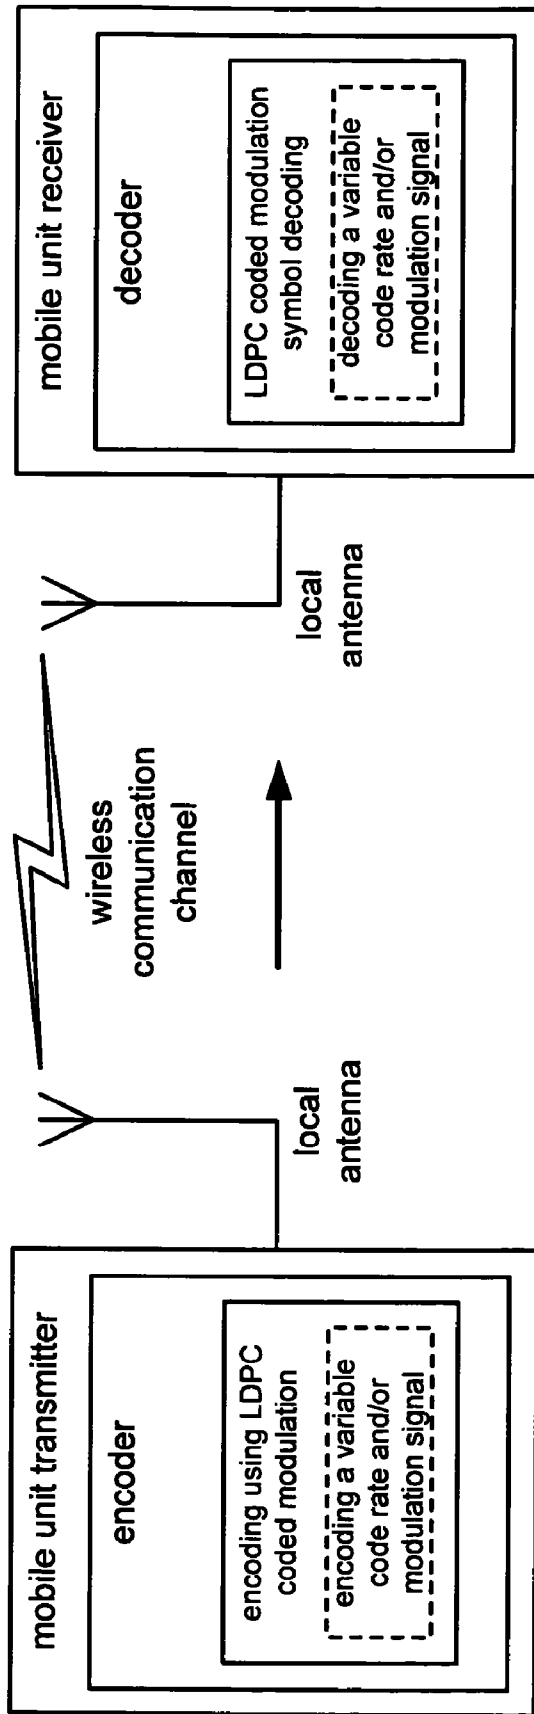 mobile unit transmitter
encoder
encoding using LDPC
coded modulation
encoding a variable
code rate and/or
modulation signal
local
antenna
wireless
communication
channel
local
antenna
mobile unit receiver
decoder
LDPC coded modulation
symbol decoding
decoding a variable
code rate and/or
modulation signal